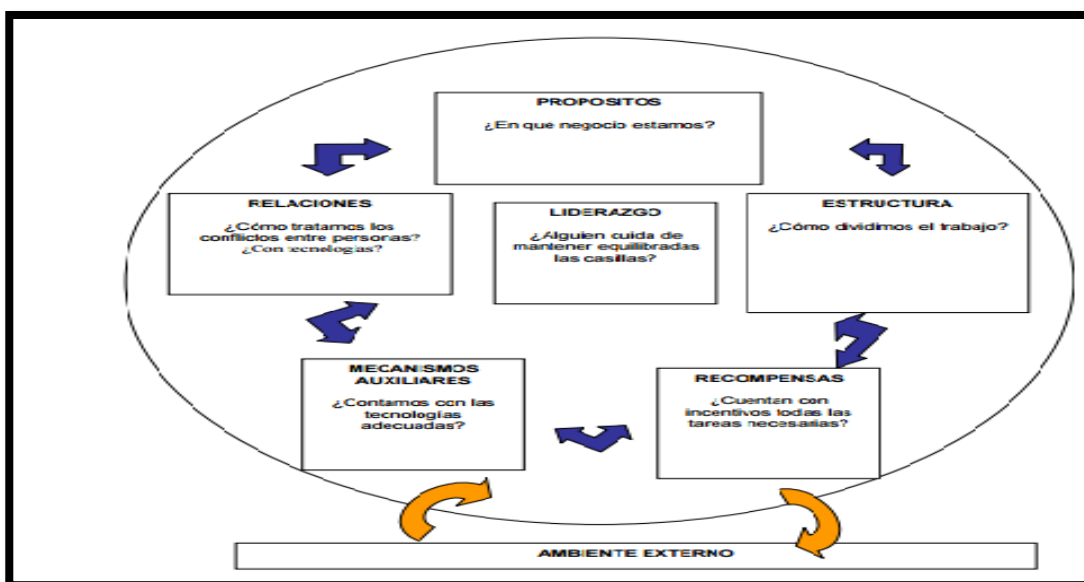 PROPOSITOS
¿En que negocio estamos?
RELACIONES
¿Cómo tratamos los
conflictos entre personas?
¿Con tecnologías?
LIDERAZGO
¿Alguien cuida de
mantener equilibradas
las casillas?
ESTRUCTURA
¿Cómo dividimos el trabajo?
MECANISMOS
AUXILIARES
¿Contamos con las
tecnologías
adecuadas?
RECOMPENSAS
¿Cuentan con
incentivos todas las
tareas necesarias?
AMBIENTE EXTERNO